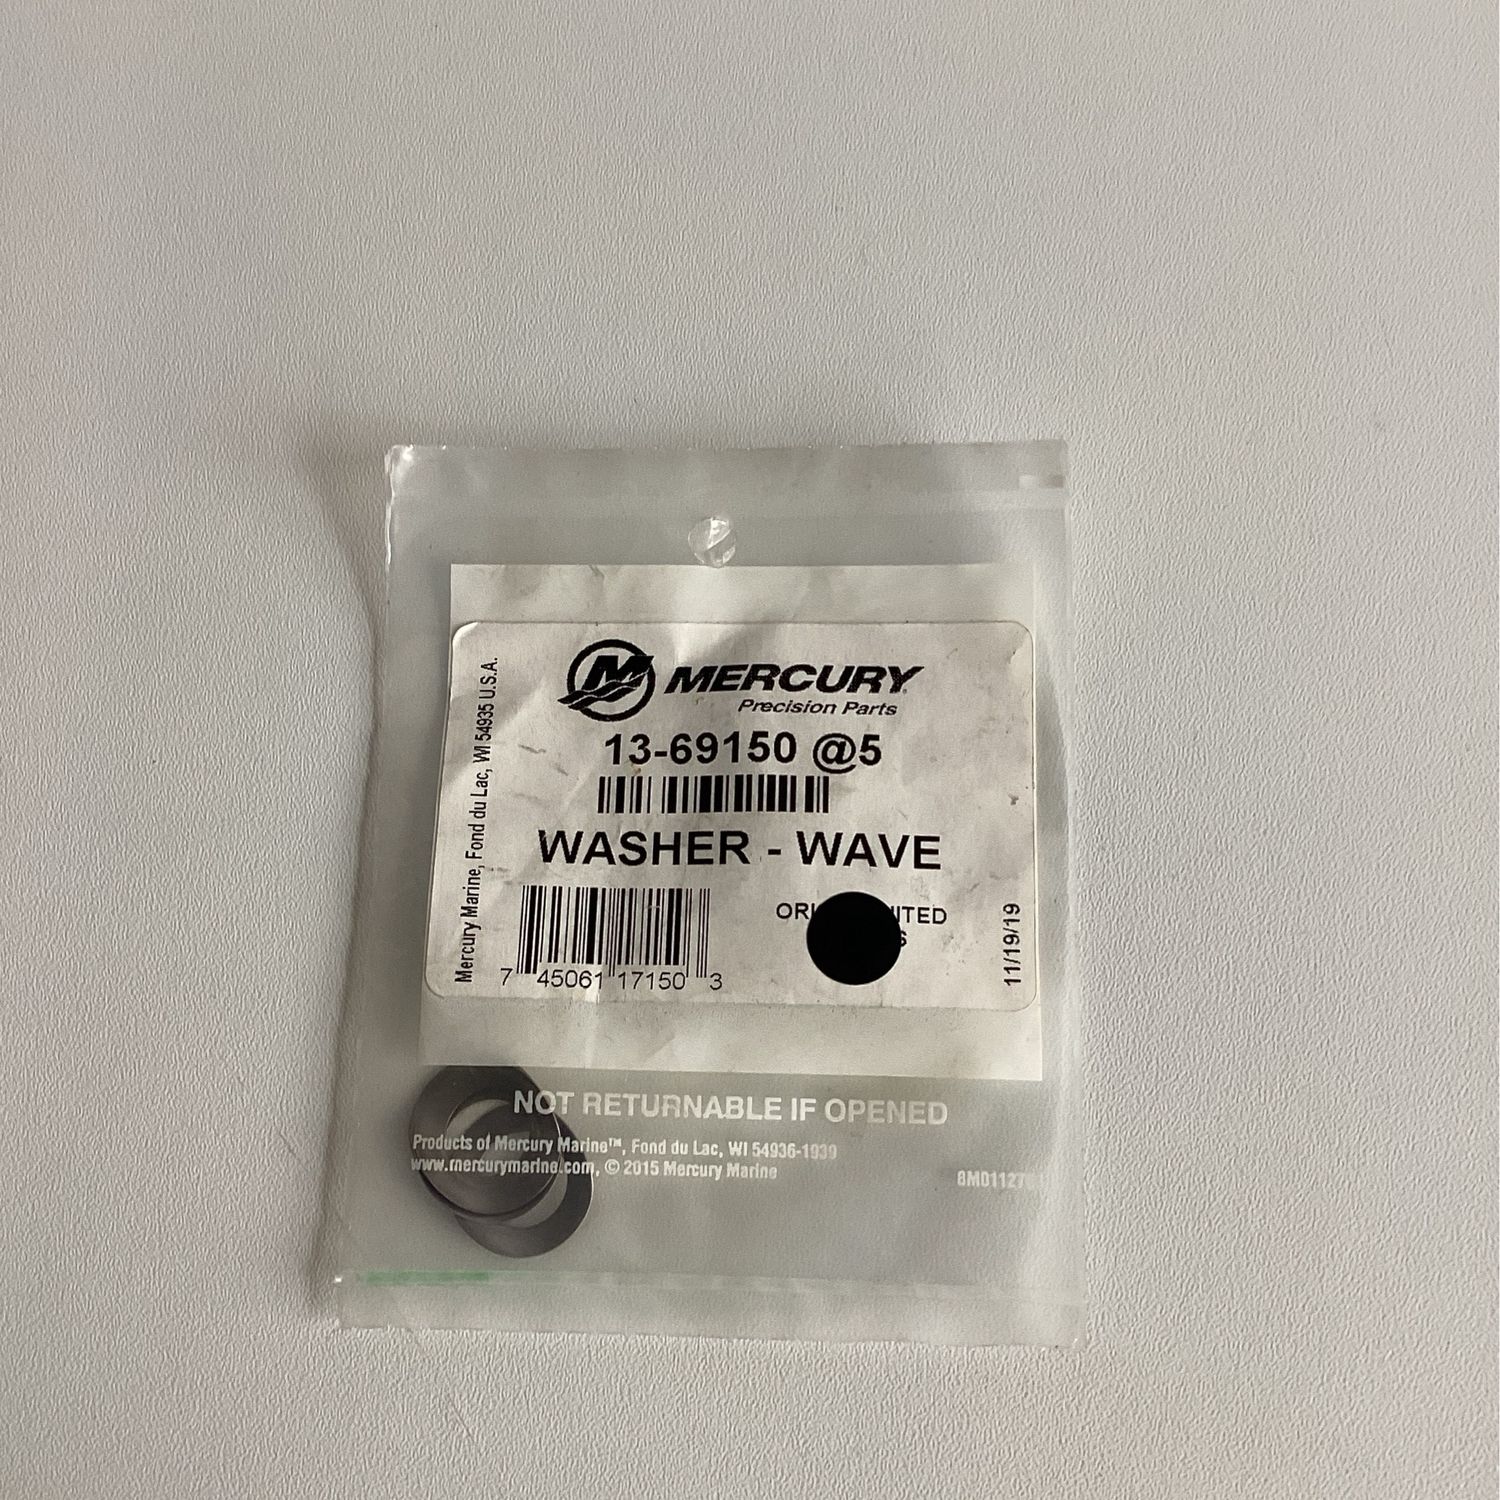 MERCURY
Precision Parts
13-69150 @5
WASHER - WAVE
7 45061 17150 3
UNITED
11/19/19
Mercury Marine, Fond du Lac, WI 54935 U.S.A.
NOT RETURNABLE IF OPENED
Products of Mercury Marine™, Fond du Lac, WI 54936-1939
www.mercurymarine.com, © 2015 Mercury Marine